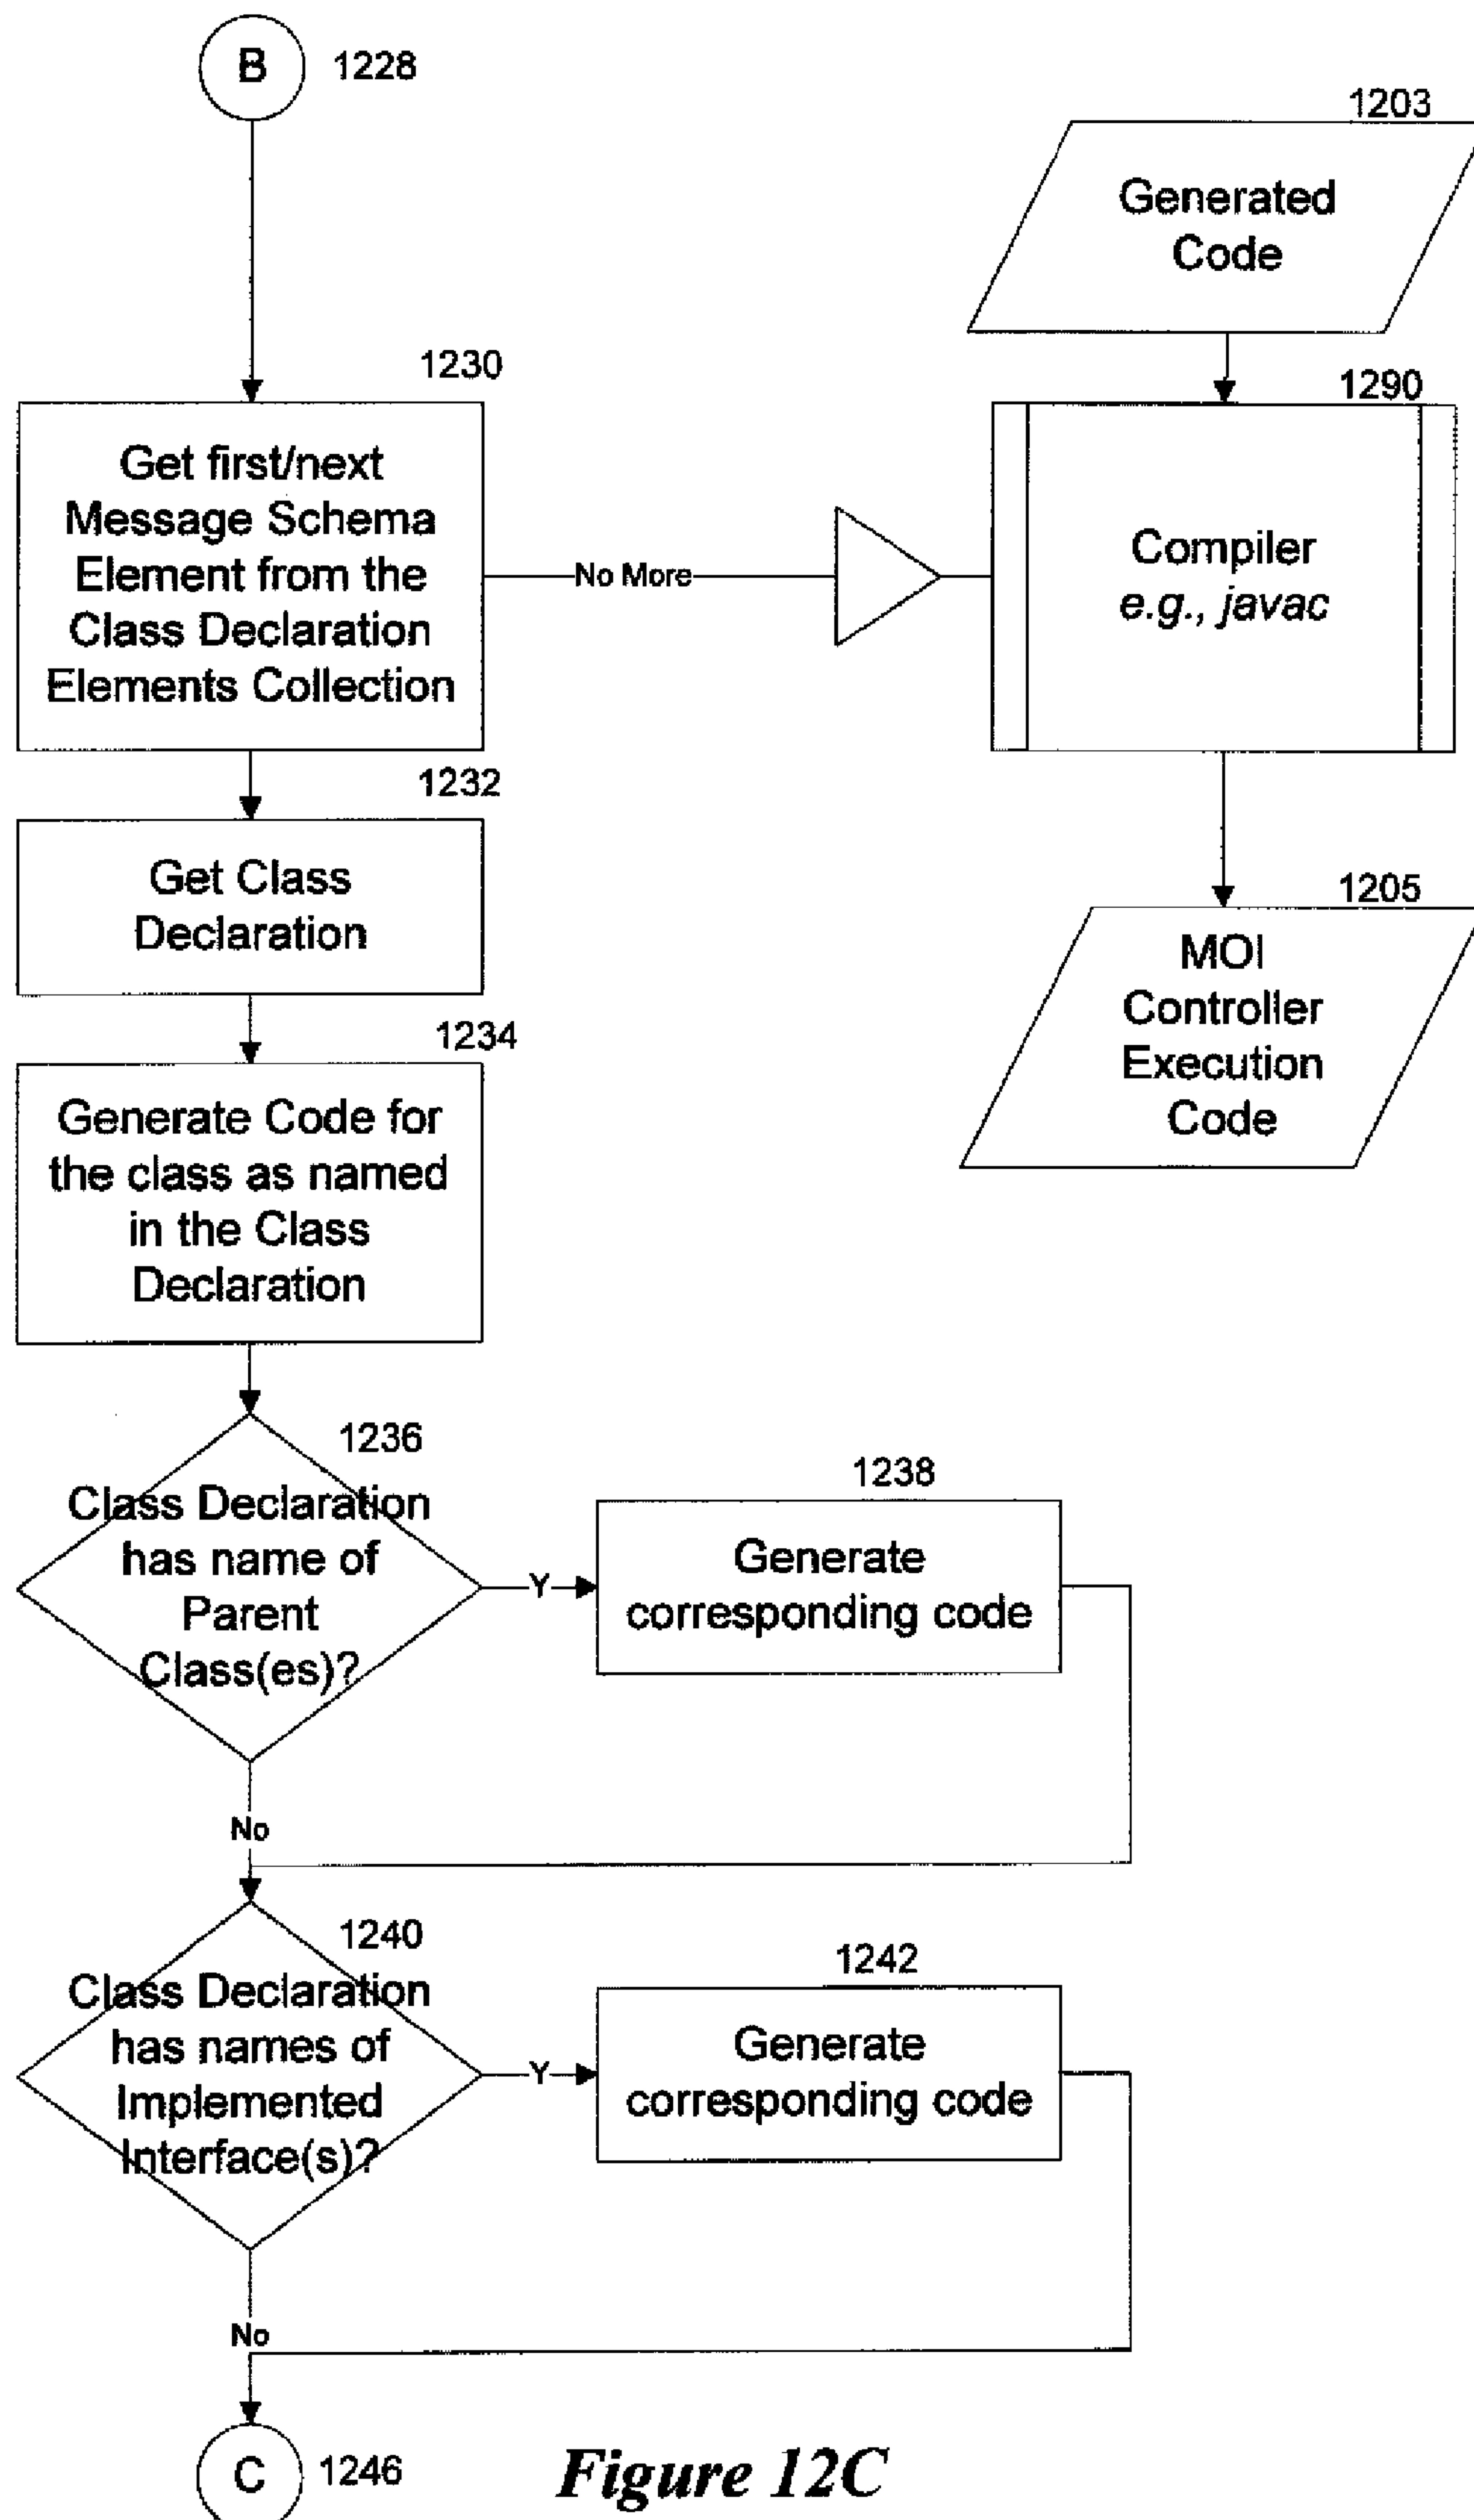 B 1228
1203
Generated
Code
1230
Get first/next
Message Schema
Element from the
Class Declaration
Elements Collection
No More
1290
Compiler
e.g., javac
1232
Get Class
Declaration
1205
MOI
Controller
Execution
Code
1234
Generate Code for
the class as named
in the Class
Declaration
1236
Class Declaration
has name of
Parent
Class(es)?
Y
1238
Generate
corresponding code
No
1240
Class Declaration
has names of
Implemented
Interface(s)?
Y
1242
Generate
corresponding code
No
C 1246
Figure 12C